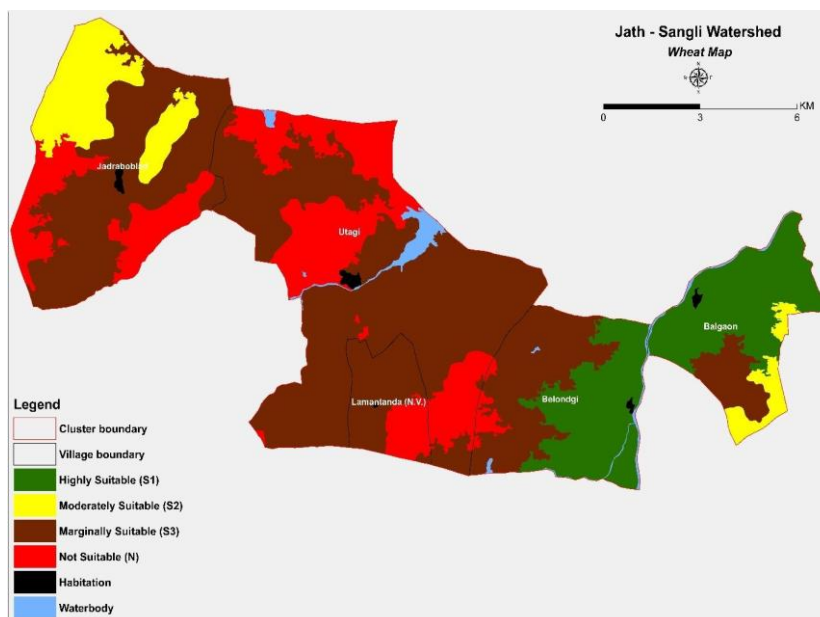 Jath - Sangli Watershed
Wheat Map
KM
0 3 6
Utagi
Balgaon
Lamantanda (N.V.)
Belondgi
Legend
Cluster boundary
Village boundary
Highly Suitable (S1)
Moderately Suitable (S2)
Marginally Suitable (S3)
Not Suitable (N)
Habitation
Waterbody